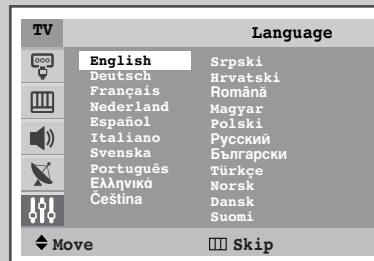 TV
Language
English
Deutsch
Français
Nederland
Español
Italiano
Svenska
Português
Ελληνικά
Čeština
Srpski
Hrvatski
Română
Magyar
Polski
Русский
Български
Türkçe
Norsk
Dansk
Suomi
Move
Skip